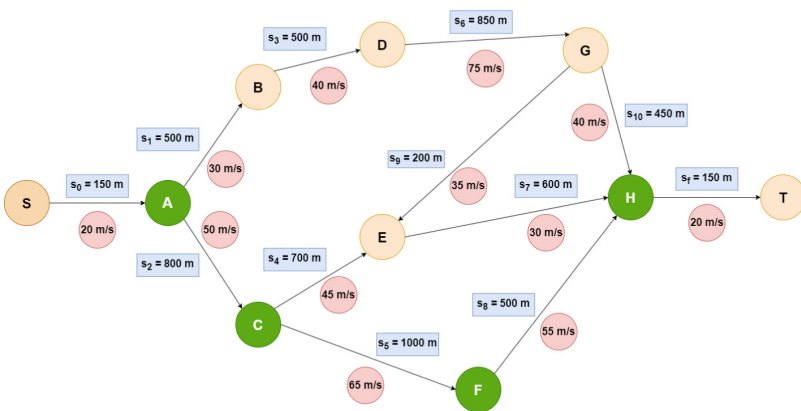 s₆ = 850 m
s₃ = 500 m
D
G
75 m/s
B
40 m/s
s₁₀ = 450 m
40 m/s
s₁ = 500 m
s₉ = 200 m
30 m/s
s₀ = 150 m
s₇ = 600 m
sf = 150 m
35 m/s
S
A
H
T
20 m/s
50 m/s
E
30 m/s
20 m/s
s₂ = 800 m
s₄ = 700 m
45 m/s
s₈ = 500 m
C
55 m/s
s₅ = 1000 m
65 m/s
F